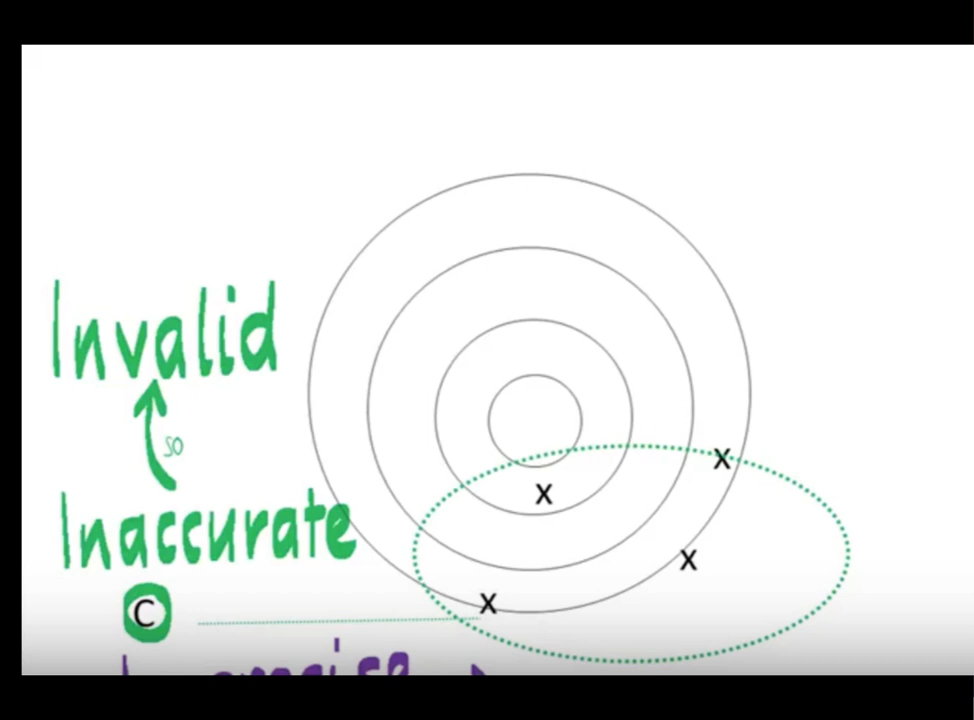 Invalid
so
Inaccurate
C
x
x
x
x